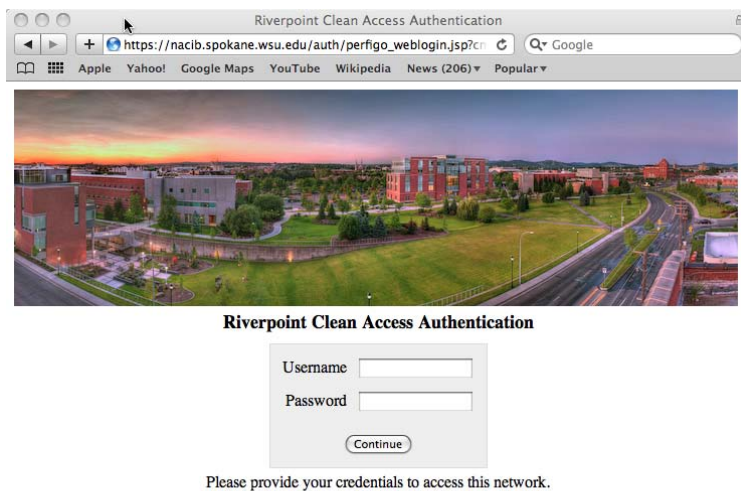 Riverpoint Clean Access Authentication
https://nacib.spokane.wsu.edu/auth/perfigo_weblogin.jsp?cn
Google
Apple Yahoo! Google Maps YouTube Wikipedia News (206) Popular
Riverpoint Clean Access Authentication
Username
Password
Continue
Please provide your credentials to access this network.